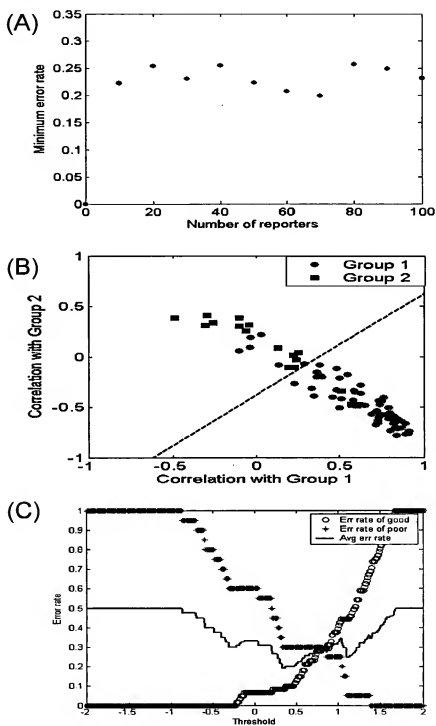 (A)
0.35
0.3
0.25
0.2
0.15
0.1
0.05
0
Minimum error rate
0 20 40 60 80 100
Number of reporters
(B)
1
0.5
0
-0.5
-1
Correlation with Group 2
Group 1
Group 2
-1 -0.5 0 0.5 1
Correlation with Group 1
(C)
1
0.9
0.8
0.7
0.6
0.5
0.4
0.3
0.2
0.1
0
Error rate
Err rate of good
Err rate of poor
Avg err rate
-2 -1.5 -1 -0.5 0.0 0.5 1.0 1.5 2.0
Threshold